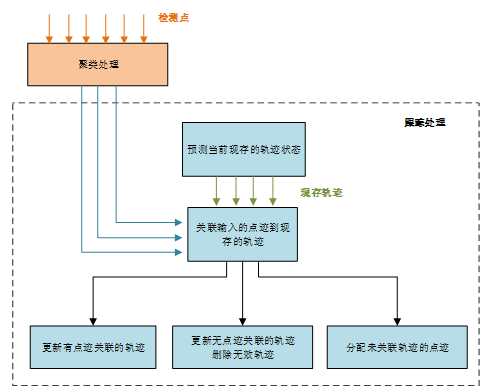 检测点
聚类处理
跟踪处理
预测当前现存的轨迹状态
现存轨迹
关联输入的点迹到现
存的轨迹
更新有点迹关联的轨迹
更新无点迹关联的轨迹
删除无效轨迹
分配未关联轨迹的点迹